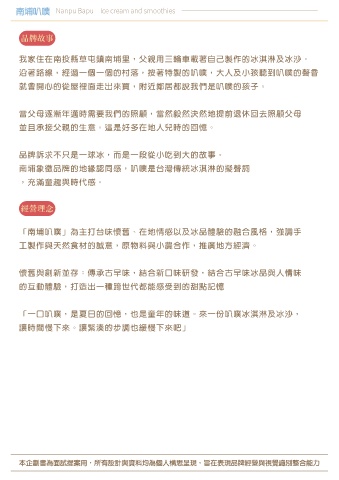 南埔叭噗 Nanpu Bapu Ice cream and smoothies
品牌故事
我家住在南投縣草屯鎮南埔里，父親用三輪車載著自己製作的冰淇淋及冰沙。
沿著路線，經過一個一個的村落，按著特製的叭噗，大人及小孩聽到叭噗的聲音
就會開心的從屋裡面走出來買，附近鄰居都說我們是叭噗的孩子。
當父母逐漸年邁時需要我們的照顧，當然毅然決然地提前退休回去照顧父母
並且承接父親的生意。這是好多在地人兒時的回憶。
品牌訴求不只是一球冰，而是一段從小吃到大的故事。
南埔象徵品牌的地緣認同感，叭噗是台灣傳統冰淇淋的擬聲詞
，充滿童趣與時代感。
經營理念
「南埔叭噗」為主打台味懷舊、在地情感以及冰品體驗的融合風格，強調手
工製作與天然食材的誠意，原物料與小農合作，推廣地方經濟。
懷舊與創新並存：傳承古早味，結合新口味研發，結合古早味冰品與人情味
的互動體驗，打造出一種跨世代都能感受到的甜點記憶
「一口叭噗，是夏日的回憶，也是童年的味道。來一份叭噗冰淇淋及冰沙，
讓時間慢下來。讓緊湊的步調也緩慢下來吧」
本企劃書為面試提案用，所有設計與資料均為個人構思呈現，旨在表現品牌經營與視覺識別整合能力